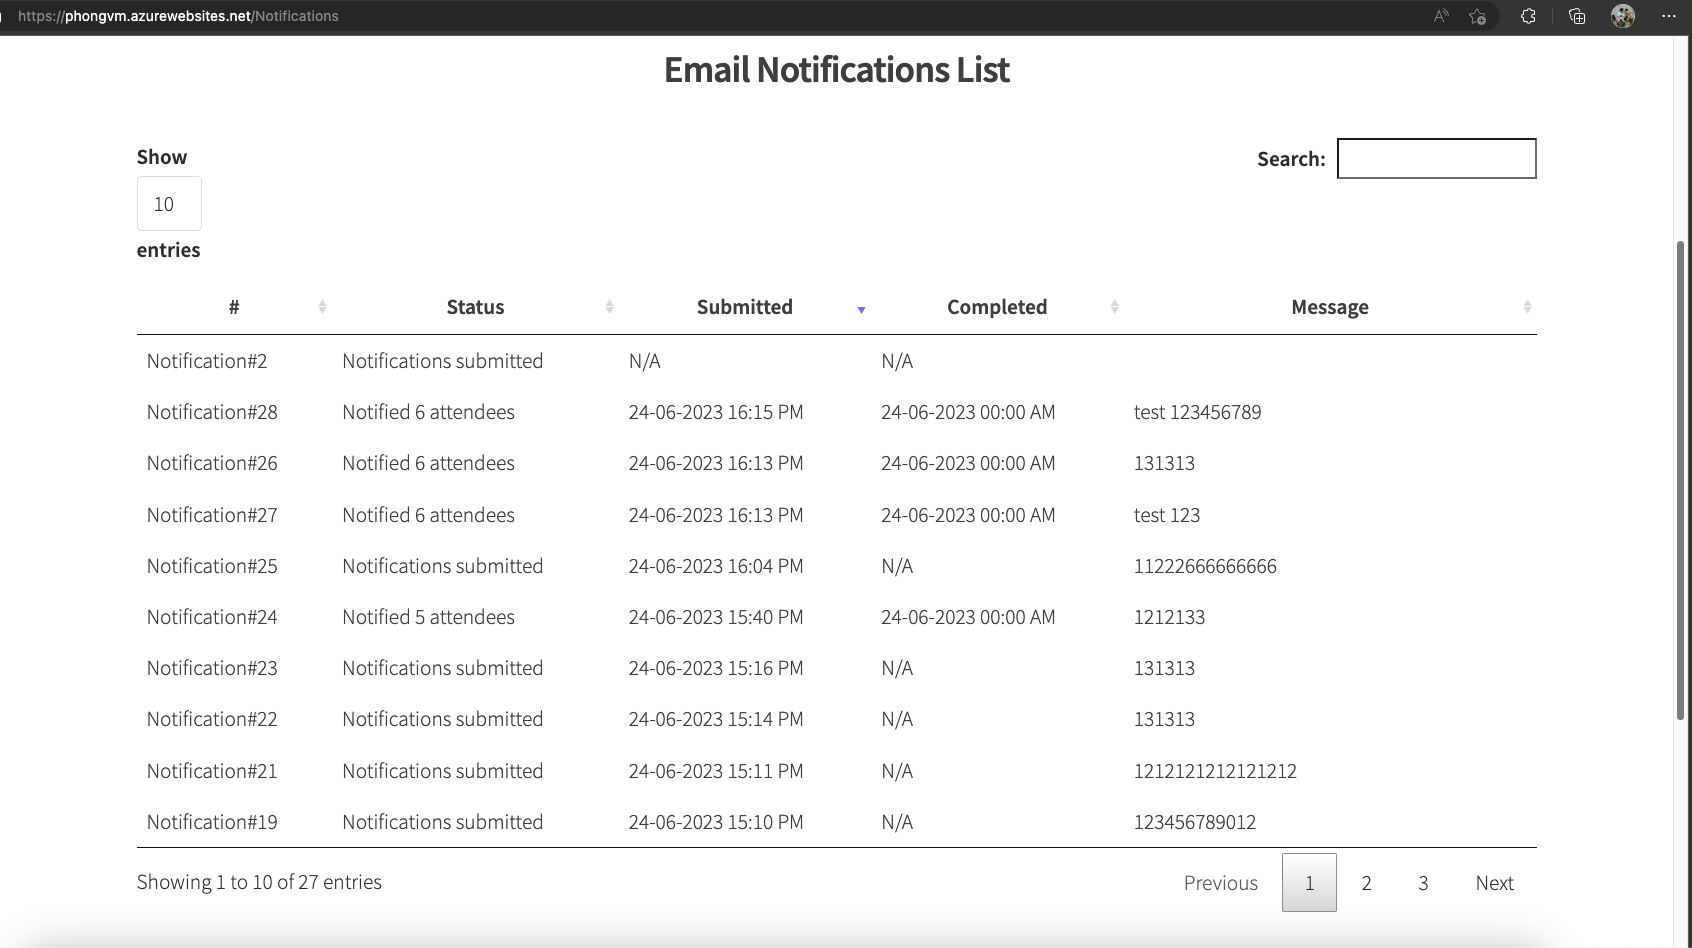 https://phongvm.azurewebsites.net/Notifications
Email Notifications List
Show
10
entries
Search:
# Status Submitted Completed Message
Notification#2 Notifications submitted N/A N/A
Notification#28 Notified 6 attendees 24-06-2023 16:15 PM 24-06-2023 00:00 AM test 123456789
Notification#26 Notified 6 attendees 24-06-2023 16:13 PM 24-06-2023 00:00 AM 131313
Notification#27 Notified 6 attendees 24-06-2023 16:13 PM 24-06-2023 00:00 AM test 123
Notification#25 Notifications submitted 24-06-2023 16:04 PM N/A 11222666666666
Notification#24 Notified 5 attendees 24-06-2023 15:40 PM 24-06-2023 00:00 AM 1212133
Notification#23 Notifications submitted 24-06-2023 15:16 PM N/A 131313
Notification#22 Notifications submitted 24-06-2023 15:14 PM N/A 131313
Notification#21 Notifications submitted 24-06-2023 15:11 PM N/A 1212121212121212
Notification#19 Notifications submitted 24-06-2023 15:10 PM N/A 123456789012
Showing 1 to 10 of 27 entries
Previous 1 2 3 Next